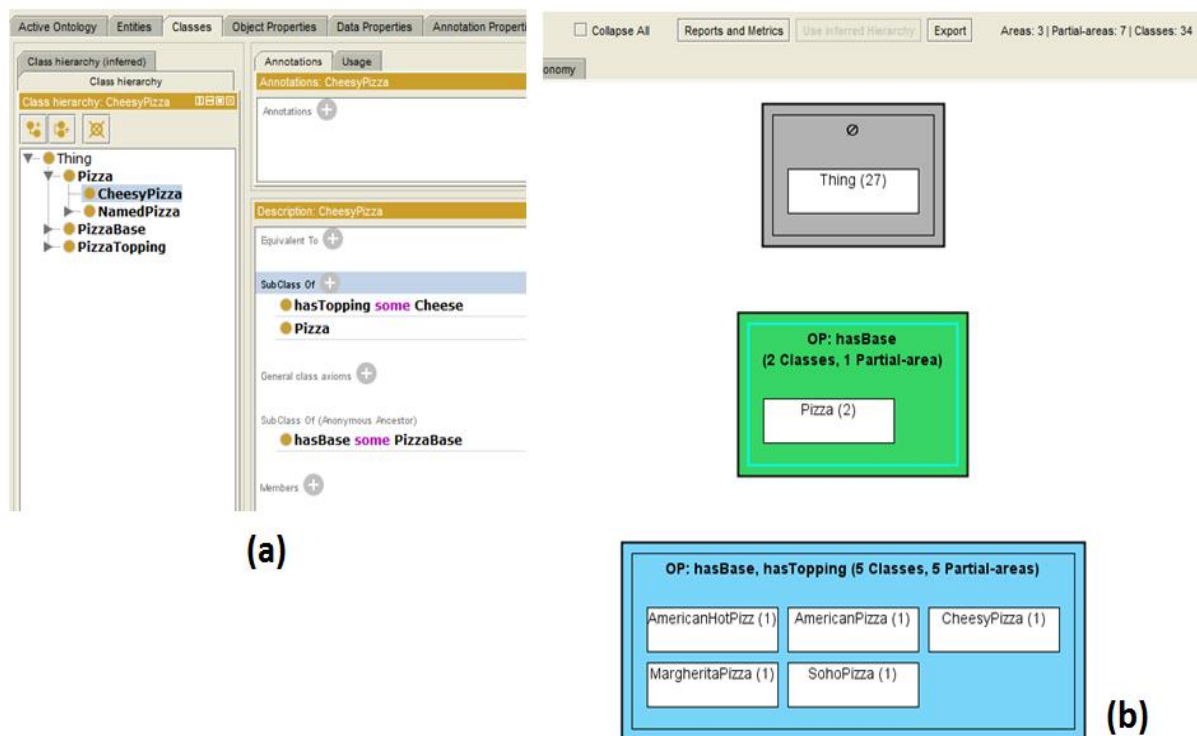 Active Ontology Entities Classes Object Properties Data Properties Annotation Properti
Class hierarchy (inferred)
Class hierarchy
Class hierarchy: CheesyPizza
Thing
Pizza
CheesyPizza
NamedPizza
PizzaBase
PizzaTopping
Annotations Usage
Annotations: CheesyPizza
Annotations
Description: CheesyPizza
Equivalent To
SubClass Of
hasTopping some Cheese
Pizza
General class axioms
SubClass Of (Anonymous Ancestor)
hasBase some PizzaBase
Members
(a)
Collapse All Reports and Metrics Use Inferred Hierarchy Export Areas: 3 | Partial-areas: 7 | Classes: 34
onomy
∅
Thing (27)
OP: hasBase
(2 Classes, 1 Partial-area)
Pizza (2)
OP: hasBase, hasTopping (5 Classes, 5 Partial-areas)
AmericanHotPizz (1) AmericanPizza (1) CheesyPizza (1)
MargheritaPizza (1) SohoPizza (1)
(b)